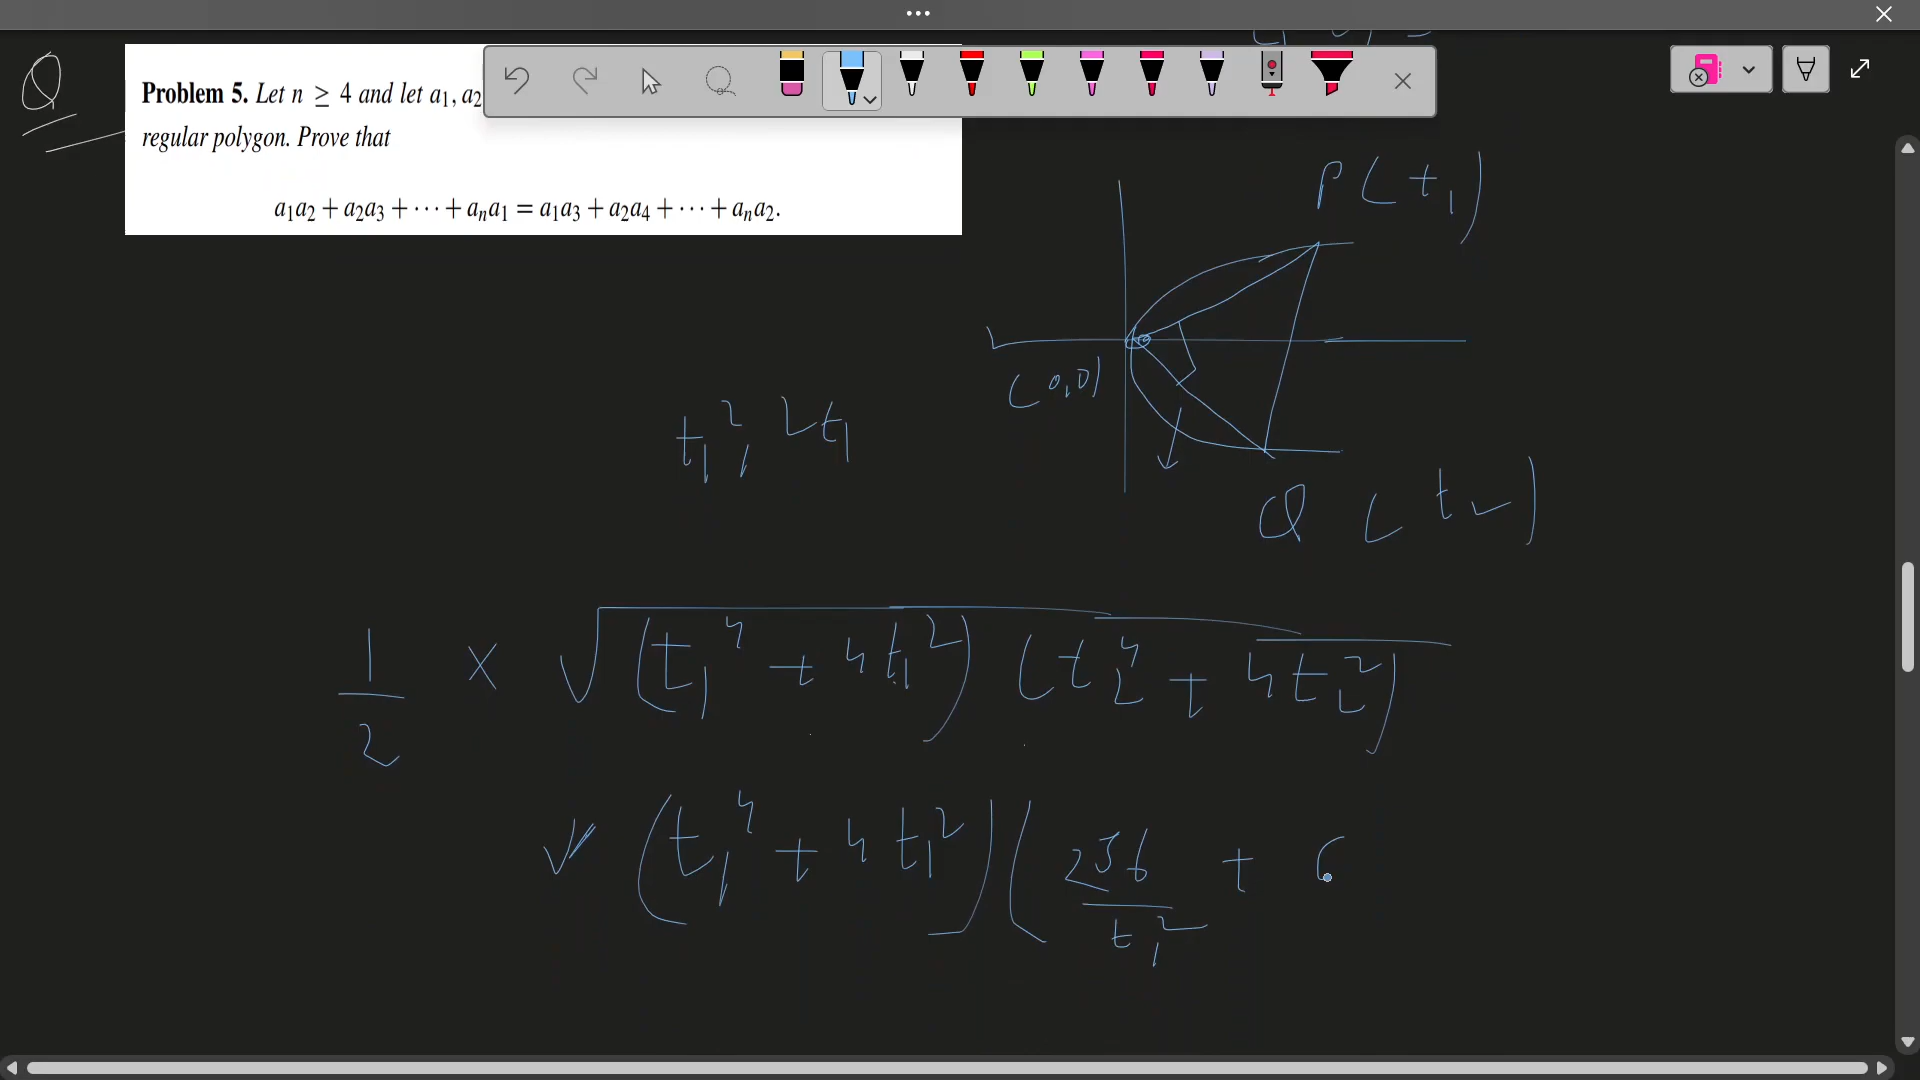 Q
Problem 5. Let n ≥ 4 and let a₁, a₂
regular polygon. Prove that
a₁a₂ + a₂a₃ + ··· + aₙa₁ = a₁a₃ + a₂a₄ + ··· + aₙa₂.
P(t₁)
(0,0)
t₁², 2t₁
Q(t₂)
1/2 × √(t₁⁴ + 4t₁²)(t₂⁴ + 4t₂²)
√(t₁⁴ + 4t₁²)(256/t₁² + 6